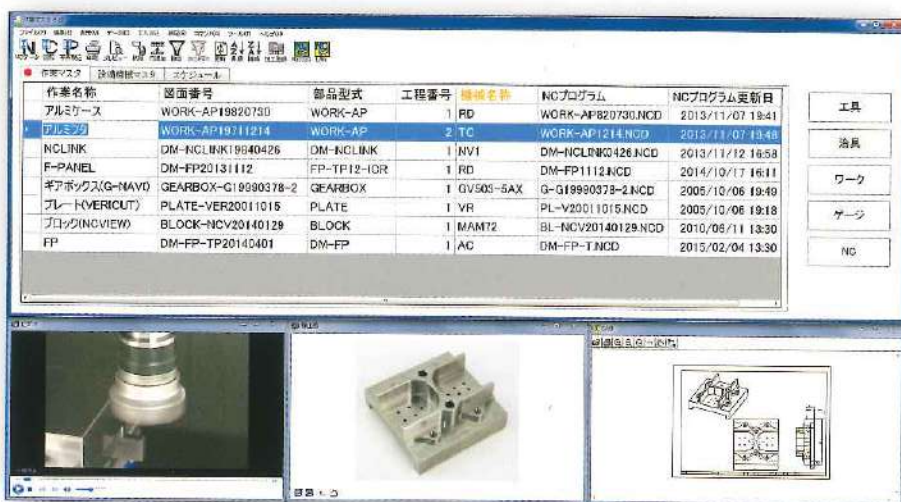 作業マスタ 設備機械マスタ スケジュール
作業名称 図面番号 部品型式 工程番号 機械名称 NCプログラム NCプログラム更新日
アルミケース WORK-AP19820730 WORK-AP 1 RD WORK-AP820730.NCD 2013/11/07 19:41
アルミフタ WORK-AP19711214 WORK-AP 2 TC WORK-AP1214.NCD 2013/11/07 19:48
NCLINK DM-NCLINK19640426 DM-NCLINK 1 NV1 DM-NCLINK0426.NCD 2013/11/12 16:58
F-PANEL DM-FP20131112 FP-TP12-ICR 1 RD DM-FP1112.NCD 2014/10/17 16:11
ギアボックス(G-NAVI) GEARBOX-G19990378-2 GEARBOX 1 GV503-5AX G-G19990378-2.NCD 2005/10/06 19:49
プレート(VERICUT) PLATE-VER20011015 PLATE 1 VR PL-V20011015.NCD 2005/10/06 19:18
ブロック(NCVIEW) BLOCK-NCV20140129 BLOCK 1 MAM72 BL-NCV20140129.NCD 2010/06/11 13:30
FP DM-FP-TP20140401 DM-FP 1 AC DM-FP-T.NCD 2015/02/04 13:30
工具
治具
ワーク
ゲージ
NC